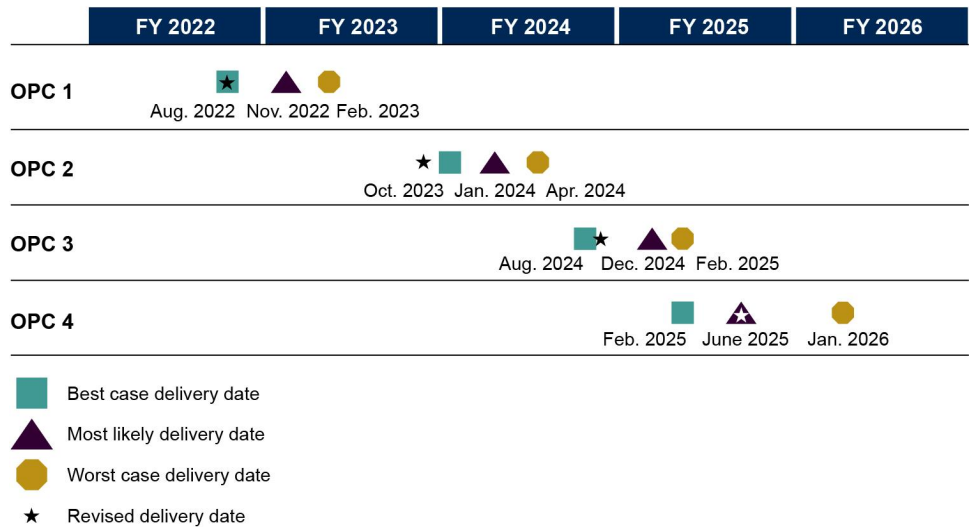 FY 2022 FY 2023 FY 2024 FY 2025 FY 2026
OPC 1
Aug. 2022 Nov. 2022 Feb. 2023
OPC 2
Oct. 2023 Jan. 2024 Apr. 2024
OPC 3
Aug. 2024 Dec. 2024 Feb. 2025
OPC 4
Feb. 2025 June 2025 Jan. 2026
Best case delivery date
Most likely delivery date
Worst case delivery date
Revised delivery date